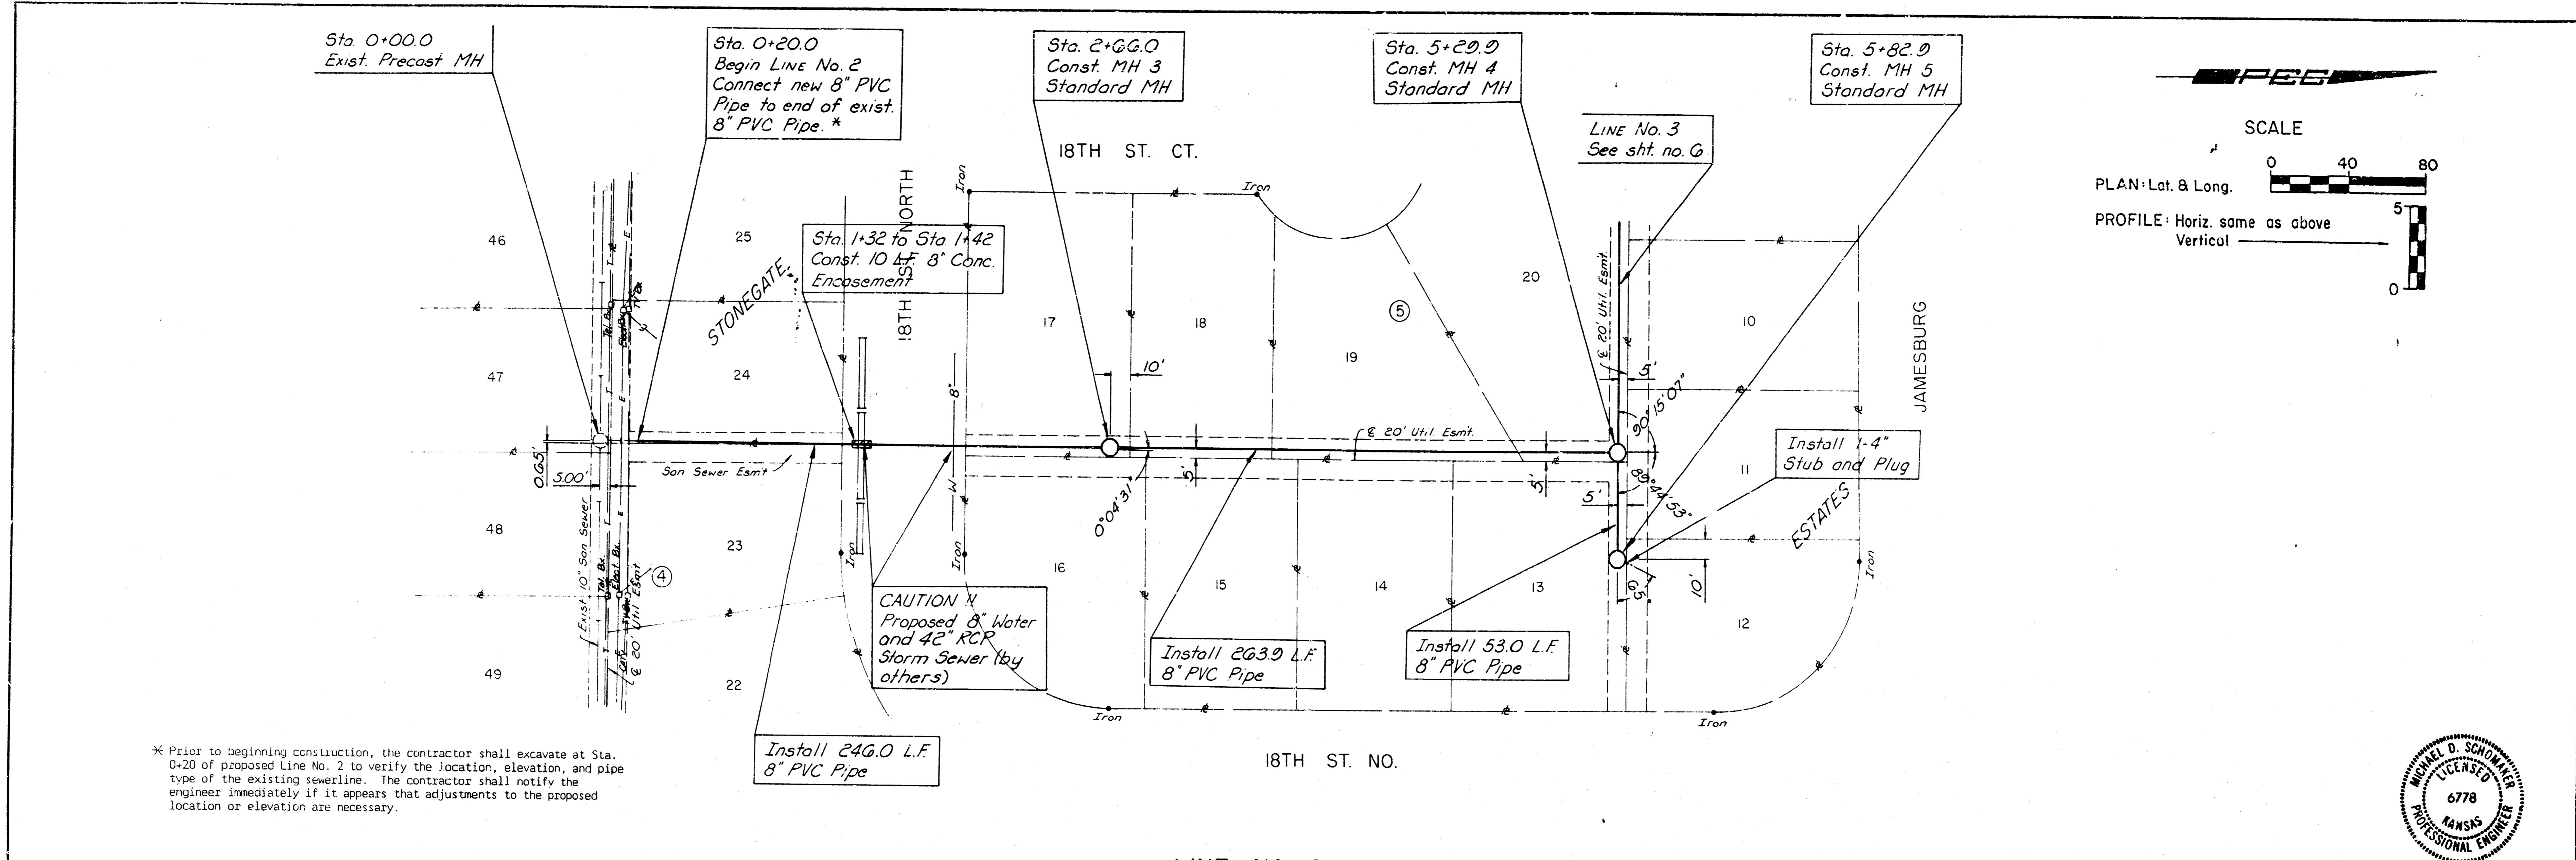 Sta. 0+00.0
Exist. Precast MH
Sta. 0+20.0
Begin LINE No. 2
Connect new 8" PVC
Pipe to end of exist.
8" PVC Pipe. *
Sta. 2+66.0
Const. MH 3
Standard MH
Sta. 5+29.9
Const. MH 4
Standard MH
Sta. 5+82.9
Const. MH 5
Standard MH
LINE No. 3
See sht. no. 6
PEC
SCALE
0 40 80
PLAN: Lat. & Long.
PROFILE: Horiz. same as above
Vertical
5
0
18TH ST. CT.
18TH ST. NORTH
Iron
Iron
Sta. 1+32 to Sta 1+42
Const. 10 L.F. 8" Conc.
Encasement
STONEGATE
46
47
48
49
25
24
23
22
4
T
E
Tel. Bx.
Elect. Bx.
TV Bx
0.65'
5.00'
Exist. 10" San Sewer
Tel. Bx.
Elect. Bx.
℄ 20' Util Esmt.
San Sewer Esmt
W 8"
17
18
19
20
5
10'
℄ 20' Util. Esmt.
℄ 20' Util. Esmt.
5'
5'
5'
5'
0°04'31"
90°15'07"
89°44'53"
65°
10'
10
11
12
13
14
15
16
JAMESBURG
ESTATES
Install 1-4"
Stub and Plug
Iron
Iron
Iron
Iron
Iron
CAUTION !!
Proposed 8" Water
and 42" RCP
Storm Sewer (by
others)
Install 263.9 L.F.
8" PVC Pipe
Install 53.0 L.F.
8" PVC Pipe
Install 246.0 L.F.
8" PVC Pipe
18TH ST. NO.
* Prior to beginning construction, the contractor shall excavate at Sta.
0+20 of proposed Line No. 2 to verify the location, elevation, and pipe
type of the existing sewerline. The contractor shall notify the
engineer immediately if it appears that adjustments to the proposed
location or elevation are necessary.
MICHAEL D. SCHOMAKER
LICENSED
6778
KANSAS
PROFESSIONAL ENGINEER